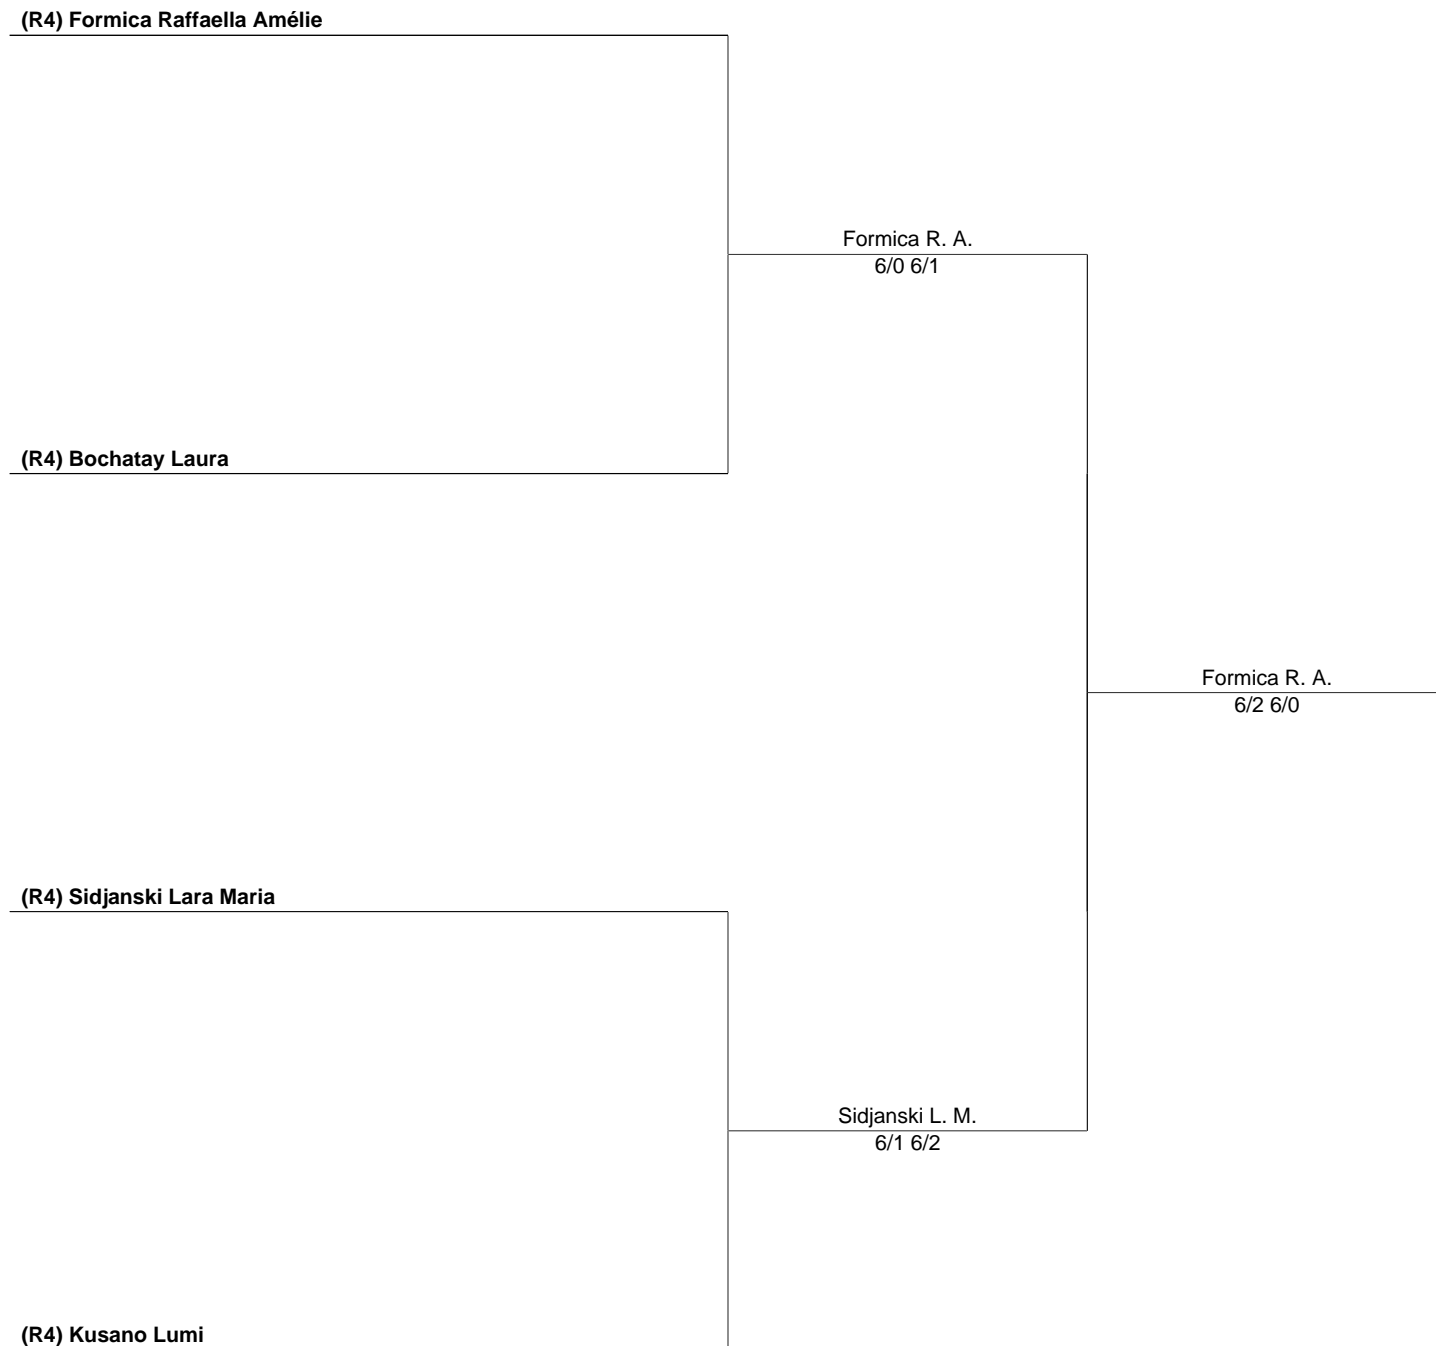 (R4) Formica Raffaella Amélie
Formica R. A.
6/0 6/1
(R4) Bochatay Laura
Formica R. A.
6/2 6/0
(R4) Sidjanski Lara Maria
Sidjanski L. M.
6/1 6/2
(R4) Kusano Lumi